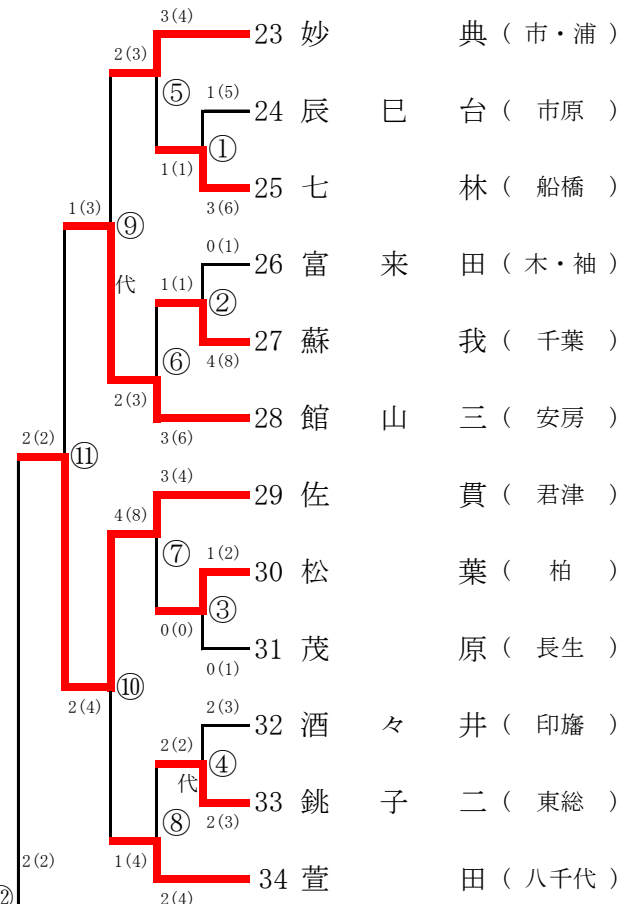 3(4)
23 妙典 ( 市・浦 )
2(3)
⑤ 1(5)
24 辰巳台 ( 市原 )
①
1(1)
25 七林 ( 船橋 )
3(6)
1(3)
⑨
0(1)
26 富来田 ( 木・袖 )
代 1(1)
②
27 蘇我 ( 千葉 )
⑥ 4(8)
2(3)
28 館山三 ( 安房 )
3(6)
2(2)
⑪
3(4)
29 佐貫 ( 君津 )
4(8)
⑦ 1(2)
30 松葉 ( 柏 )
③
0(0)
31 茂原 ( 長生 )
0(1)
⑩
2(4)
2(3)
32 酒々井 ( 印旛 )
2(2)
④
代
33 銚子二 ( 東総 )
⑧ 2(3)
2(2)
1(4)
34 萱田 ( 八千代 )
2(4)